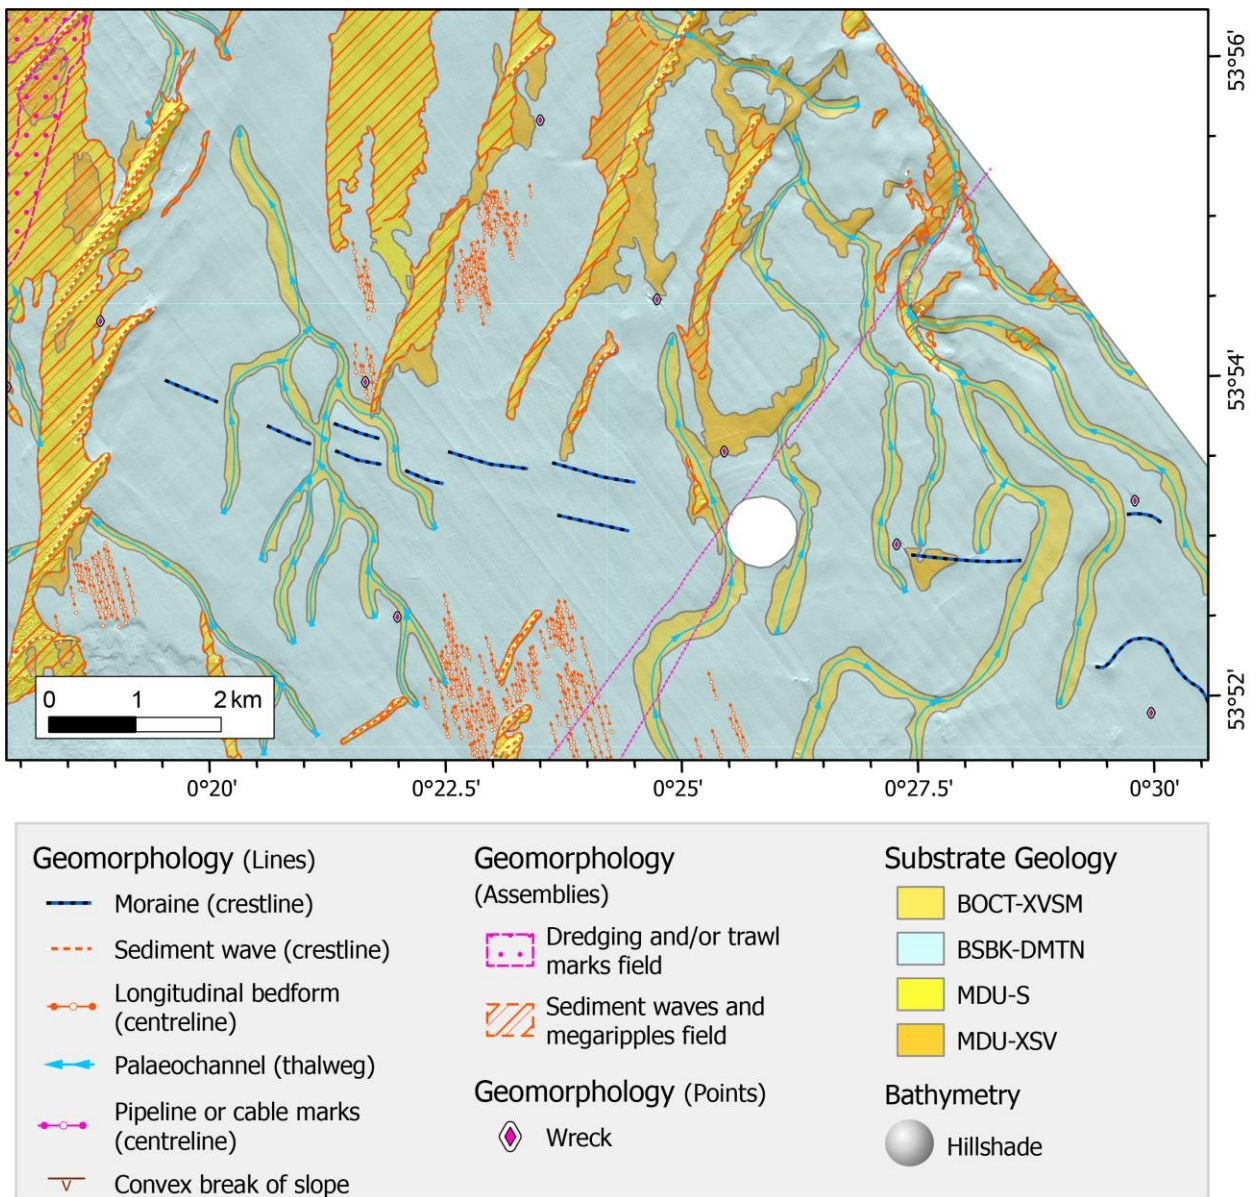 53°56'
53°54'
53°52'
0 1 2 km
0°20' 0°22.5' 0°25' 0°27.5' 0°30'
Geomorphology (Lines)
Moraine (crestline)
Sediment wave (crestline)
Longitudinal bedform
(centreline)
Palaeochannel (thalweg)
Pipeline or cable marks
(centreline)
Convex break of slope
Geomorphology
(Assemblies)
Dredging and/or trawl
marks field
Sediment waves and
megaripples field
Geomorphology (Points)
Wreck
Substrate Geology
BOCT-XVSM
BSBK-DMTN
MDU-S
MDU-XSV
Bathymetry
Hillshade